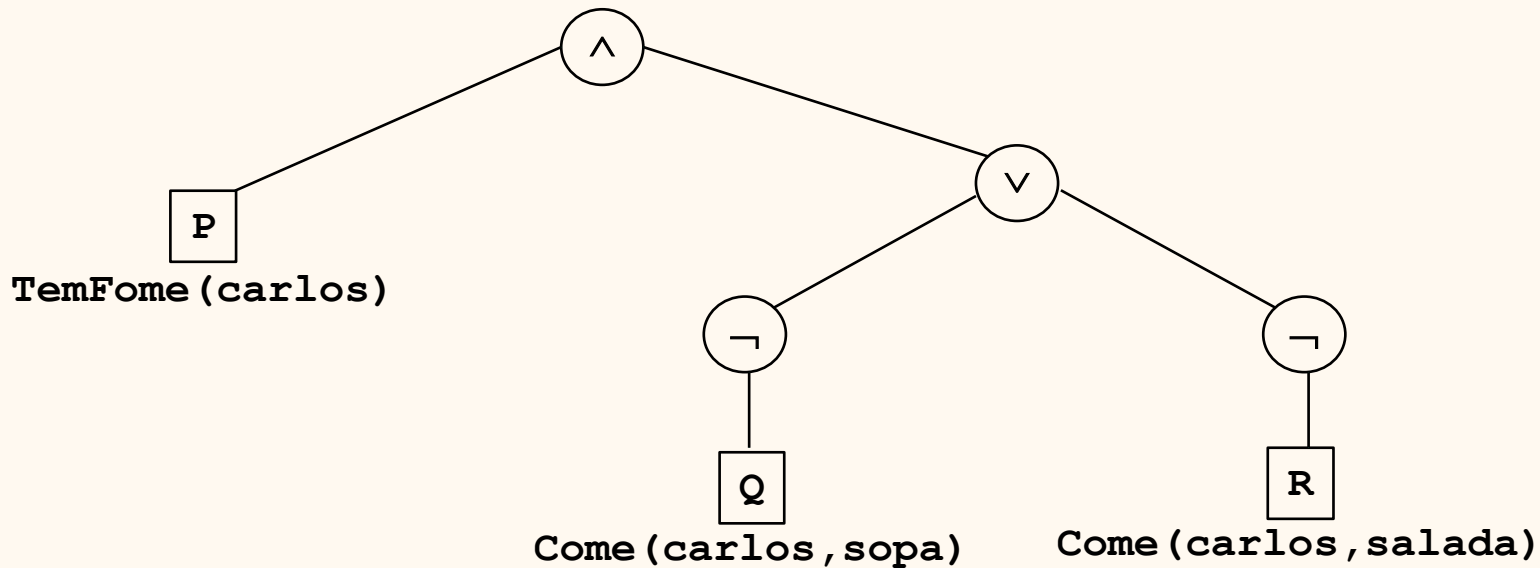 ∧
∨
P
TemFome(carlos)
¬
¬
Q
R
Come(carlos,sopa)
Come(carlos,salada)